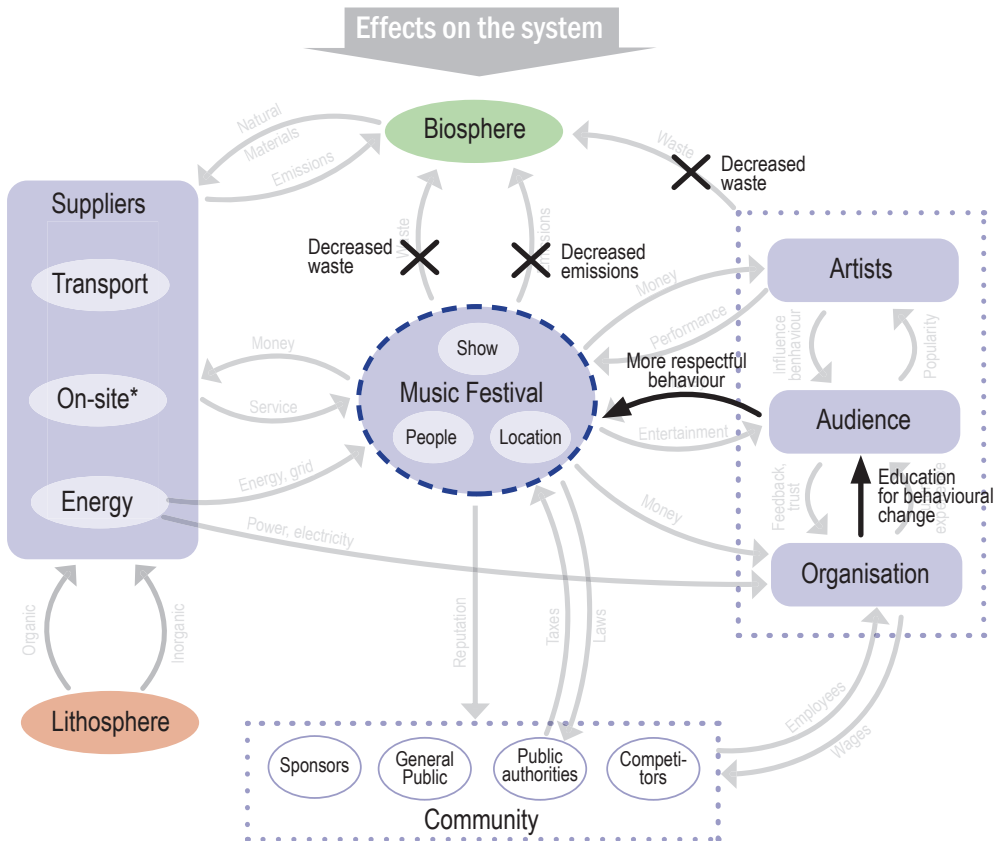 Effects on the system
Biosphere
Natural
Materials
Emissions
Waste
Decreased
waste
Suppliers
Transport
On-site*
Energy
Decreased
waste
Waste
Emissions
Decreased
emissions
Artists
Money
Performance
Influence
benhaviour
Popularity
Show
Music Festival
People
Location
Money
Service
More respectful
behaviour
Entertainment
Audience
Energy, grid
Power, electricity
Money
Feedback,
trust
Education
for behavioural
change
Organisation
Organic
Inorganic
Lithosphere
Reputation
Taxes
Laws
Employees
Wages
Sponsors
General
Public
Public
authorities
Competi-
tors
Community